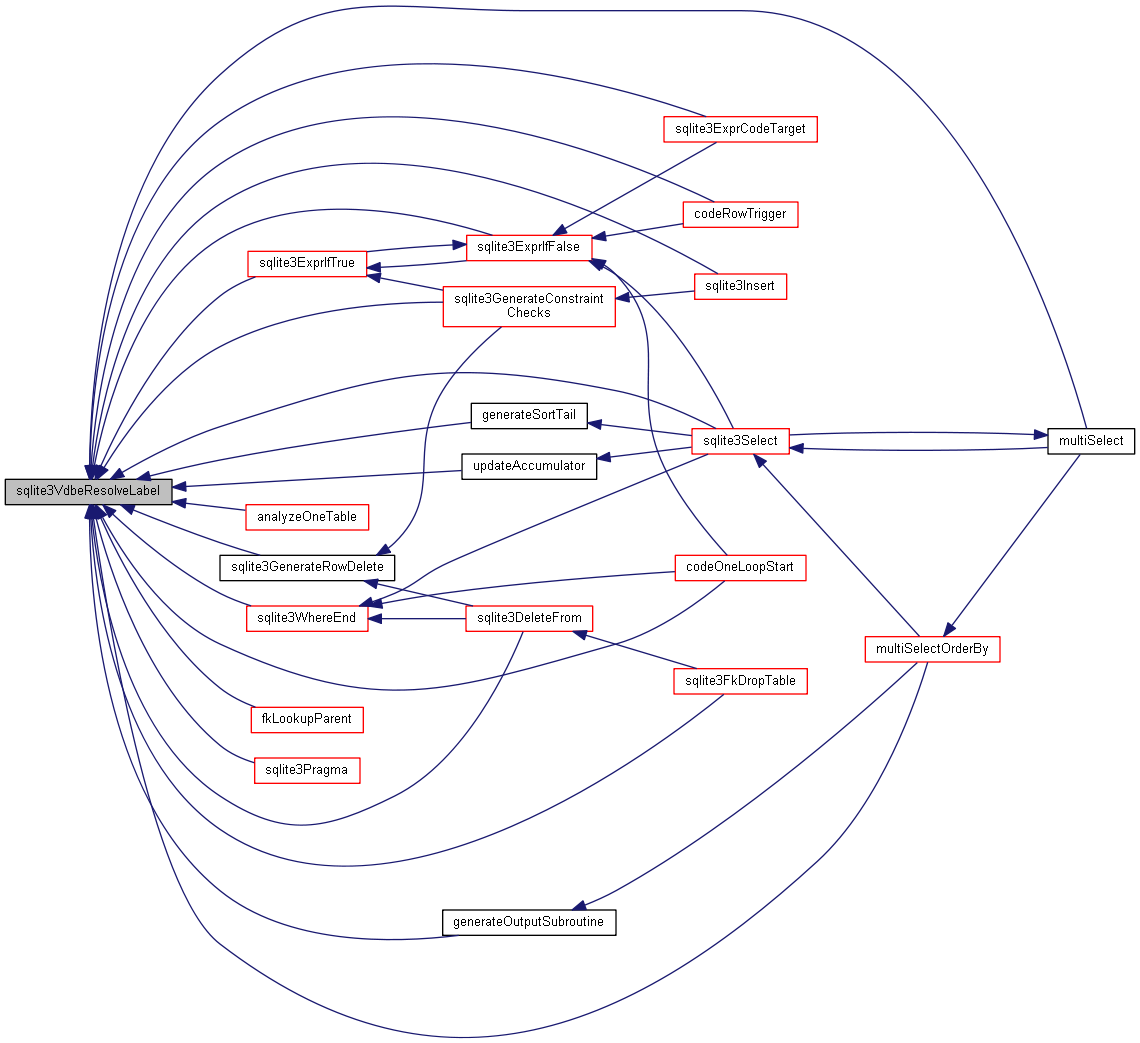 sqlite3ExprCodeTarget
codeRowTrigger
sqlite3ExprIfFalse
sqlite3ExprIfTrue
sqlite3Insert
sqlite3GenerateConstraint
Checks
generateSortTail
sqlite3Select
multiSelect
updateAccumulator
sqlite3VdbeResolveLabel
analyzeOneTable
sqlite3GenerateRowDelete
codeOneLoopStart
sqlite3WhereEnd
sqlite3DeleteFrom
multiSelectOrderBy
sqlite3FkDropTable
fkLookupParent
sqlite3Pragma
generateOutputSubroutine